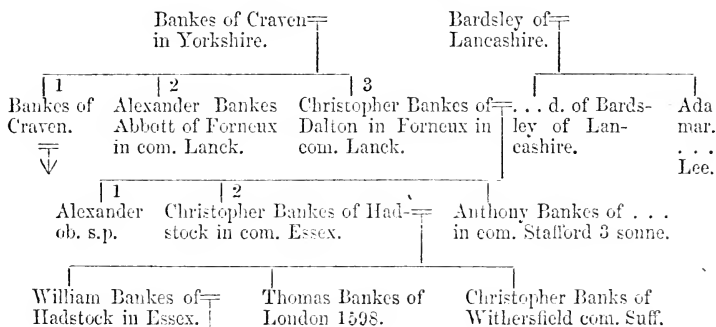 Bankes of Craven
in Yorkshire.
Bardsley of
Lancashire.
1
2
3
Bankes of
Craven.
Alexander Bankes
Abbott of Forneux
in com. Lanck.
Christopher Bankes of
Dalton in Forneux in
com. Lanck.
. . . d. of Bards-
ley of Lan-
cashire.
Ada
mar.
. . .
Lee.
1
2
Alexander
ob. s.p.
Christopher Bankes of Had-
stock in com. Essex.
Anthony Bankes of . . .
in com. Stafford 3 sonne.
William Bankes of
Hadstock in Essex.
Thomas Bankes of
London 1598.
Christopher Banks of
Withersfield com. Suff.